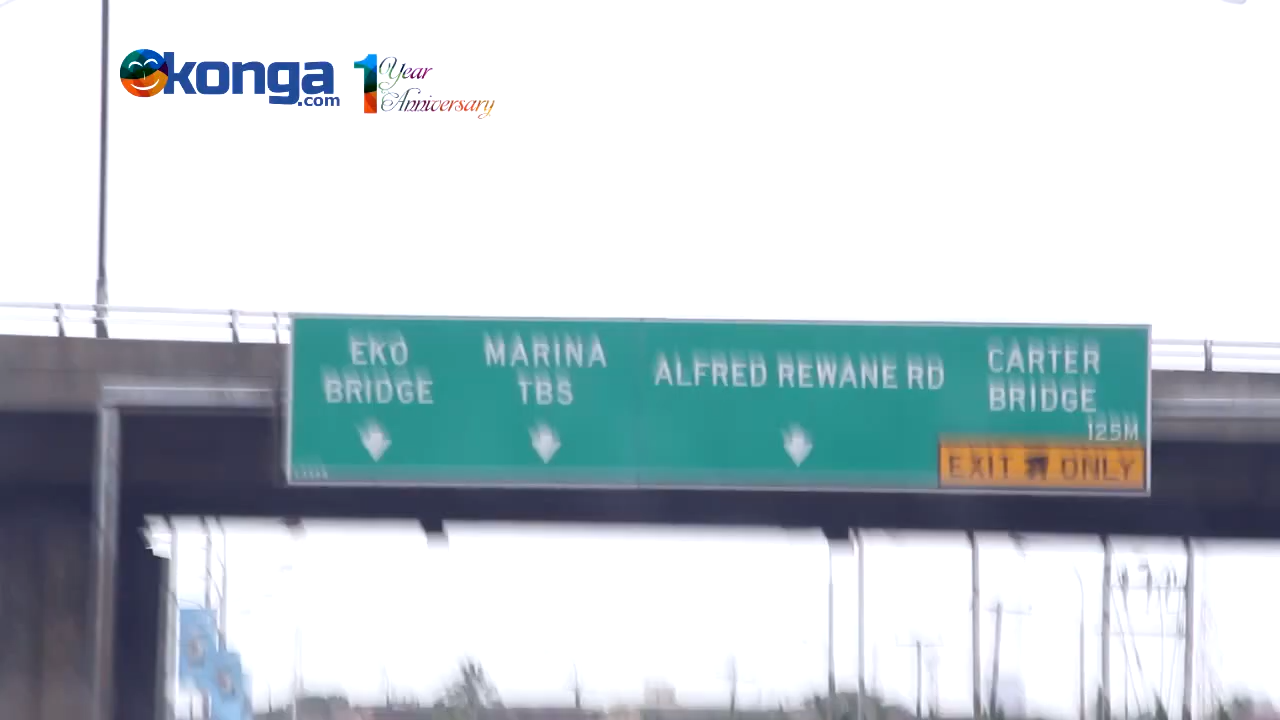 konga
.com
1 Year
Anniversary
EKO
BRIDGE
MARINA
TBS
ALFRED REWANE RD
CARTER
BRIDGE
125M
EXIT ONLY